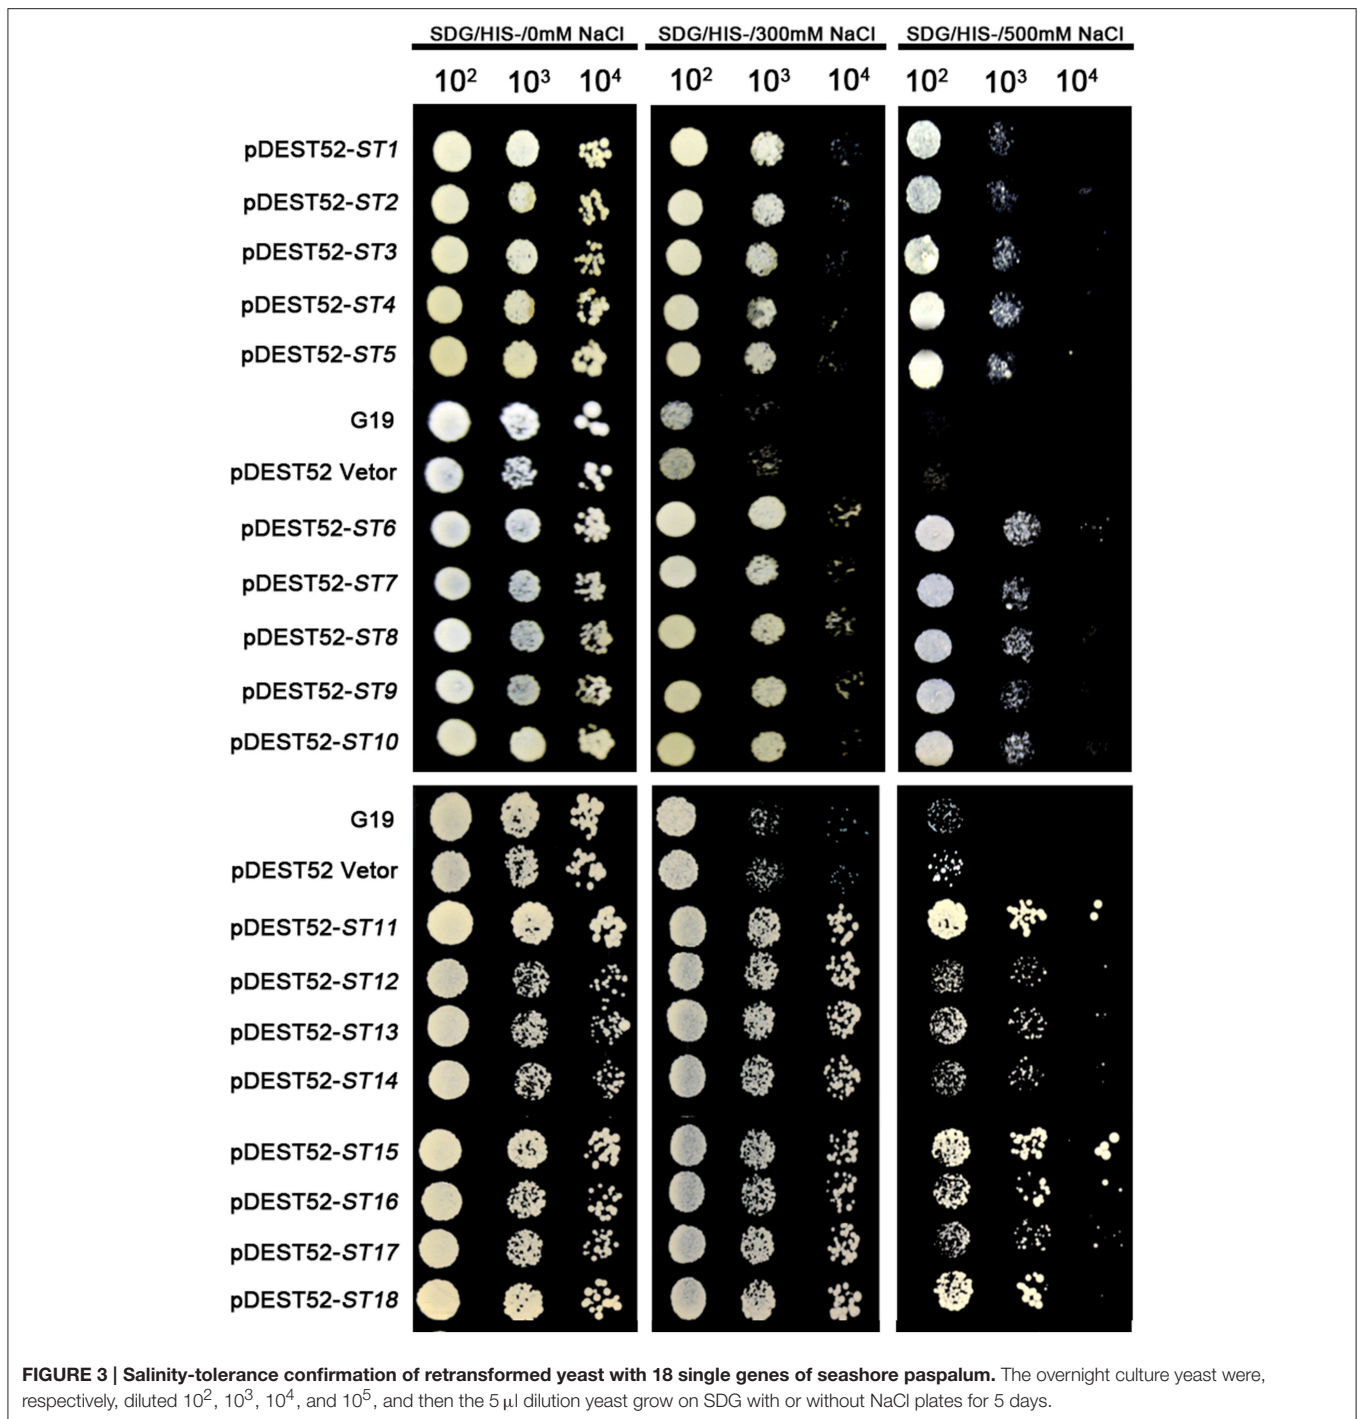 SDG/HIS-/0mM NaCl SDG/HIS-/300mM NaCl SDG/HIS-/500mM NaCl
10² 10³ 10⁴ 10² 10³ 10⁴ 10² 10³ 10⁴
pDEST52-ST1
pDEST52-ST2
pDEST52-ST3
pDEST52-ST4
pDEST52-ST5
G19
pDEST52 Vetor
pDEST52-ST6
pDEST52-ST7
pDEST52-ST8
pDEST52-ST9
pDEST52-ST10
G19
pDEST52 Vetor
pDEST52-ST11
pDEST52-ST12
pDEST52-ST13
pDEST52-ST14
pDEST52-ST15
pDEST52-ST16
pDEST52-ST17
pDEST52-ST18
FIGURE 3 | Salinity-tolerance confirmation of retransformed yeast with 18 single genes of seashore paspalum. The overnight culture yeast were,
respectively, diluted 10², 10³, 10⁴, and 10⁵, and then the 5 μl dilution yeast grow on SDG with or without NaCl plates for 5 days.